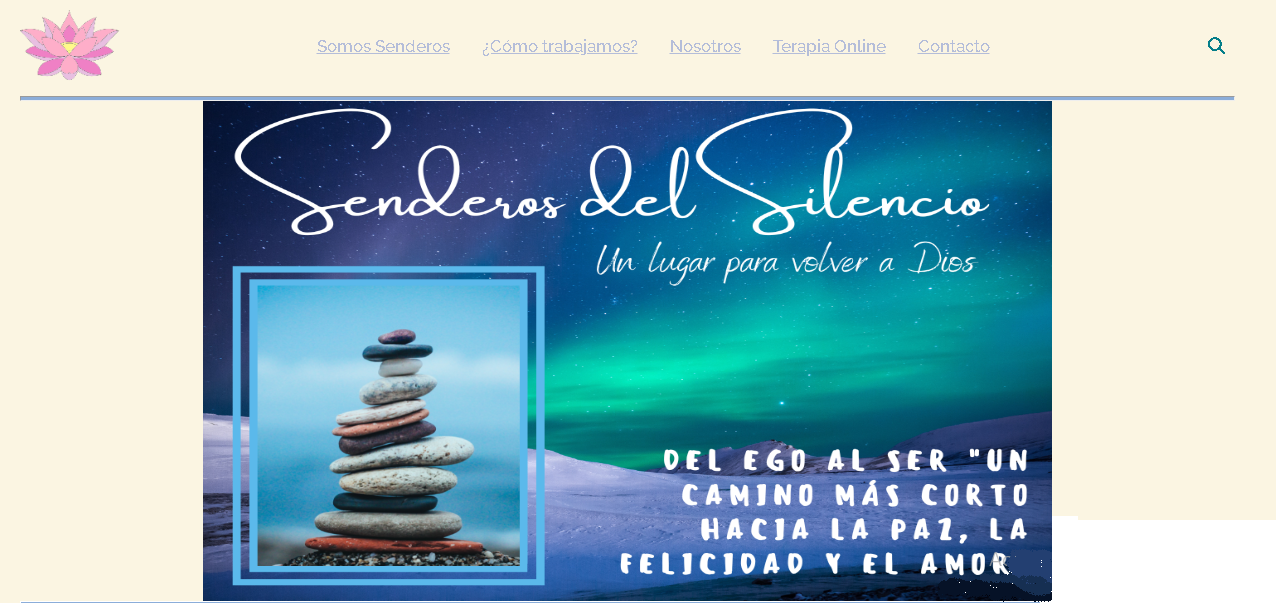 Somos Senderos ¿Cómo trabajamos? Nosotros Terapia Online Contacto
Senderos del Silencio
Un lugar para volver a Dios
DEL EGO AL SER "UN
CAMINO MÁS CORTO
HACIA LA PAZ, LA
FELICIDAD Y EL AMOR